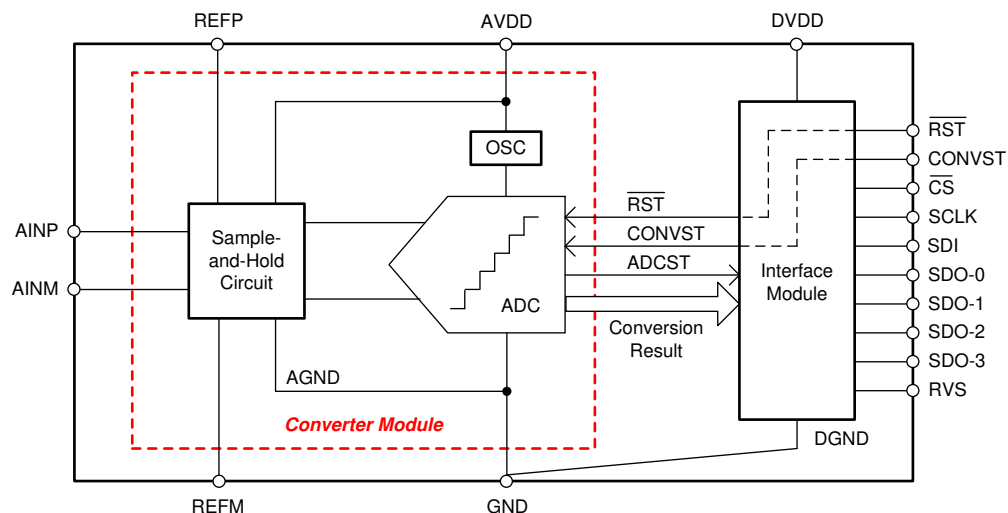 REFP
AVDD
DVDD
RST
CONVST
CS
SCLK
SDI
SDO-0
SDO-1
SDO-2
SDO-3
RVS
OSC
AINP
AINM
Sample-
and-Hold
Circuit
ADC
RST
CONVST
ADCST
Conversion
Result
Interface
Module
AGND
Converter Module
DGND
REFM
GND